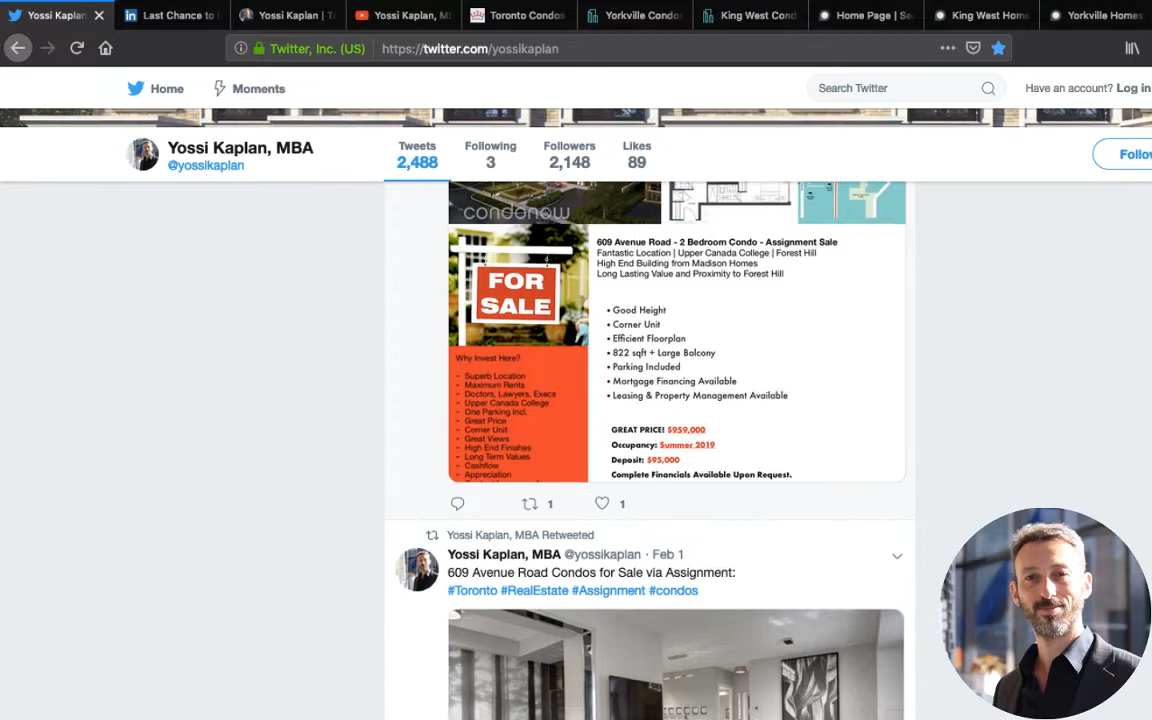 Yossi Kaplan,
Last Chance to
Yossi Kaplan | T
Yossi Kaplan, M
Toronto Condos
Yorkville Condo
King West Cond
Home Page | Se
King West Home
Yorkville Homes
Twitter, Inc. (US)
https://twitter.com/yossikaplan
Home
Moments
Search Twitter
Have an account? Log in
Yossi Kaplan, MBA
@yossikaplan
Tweets
2,488
Following
3
Followers
2,148
Likes
89
Follo
condonow
FOR
SALE
609 Avenue Road - 2 Bedroom Condo - Assignment Sale
Fantastic Location | Upper Canada College | Forest Hill
High End Building from Madison Homes
Long Lasting Value and Proximity to Forest Hill
• Good Height
• Corner Unit
• Efficient Floorplan
• 822 sqft + Large Balcony
• Parking Included
• Mortgage Financing Available
• Leasing & Property Management Available
GREAT PRICE! $959,000
Occupancy: Summer 2019
Deposit: $95,000
Complete Financials Available Upon Request.
Why Invest Here?
- Superb Location
- Maximum Rents
- Doctors, Lawyers, Execs
- Upper Canada College
- One Parking Incl.
- Great Price
- Corner Unit
- Great Views
- High End Finishes
- Long Term Values
- Cashflow
- Appreciation
1
1
Yossi Kaplan, MBA Retweeted
Yossi Kaplan, MBA @yossikaplan · Feb 1
609 Avenue Road Condos for Sale via Assignment:
#Toronto #RealEstate #Assignment #condos